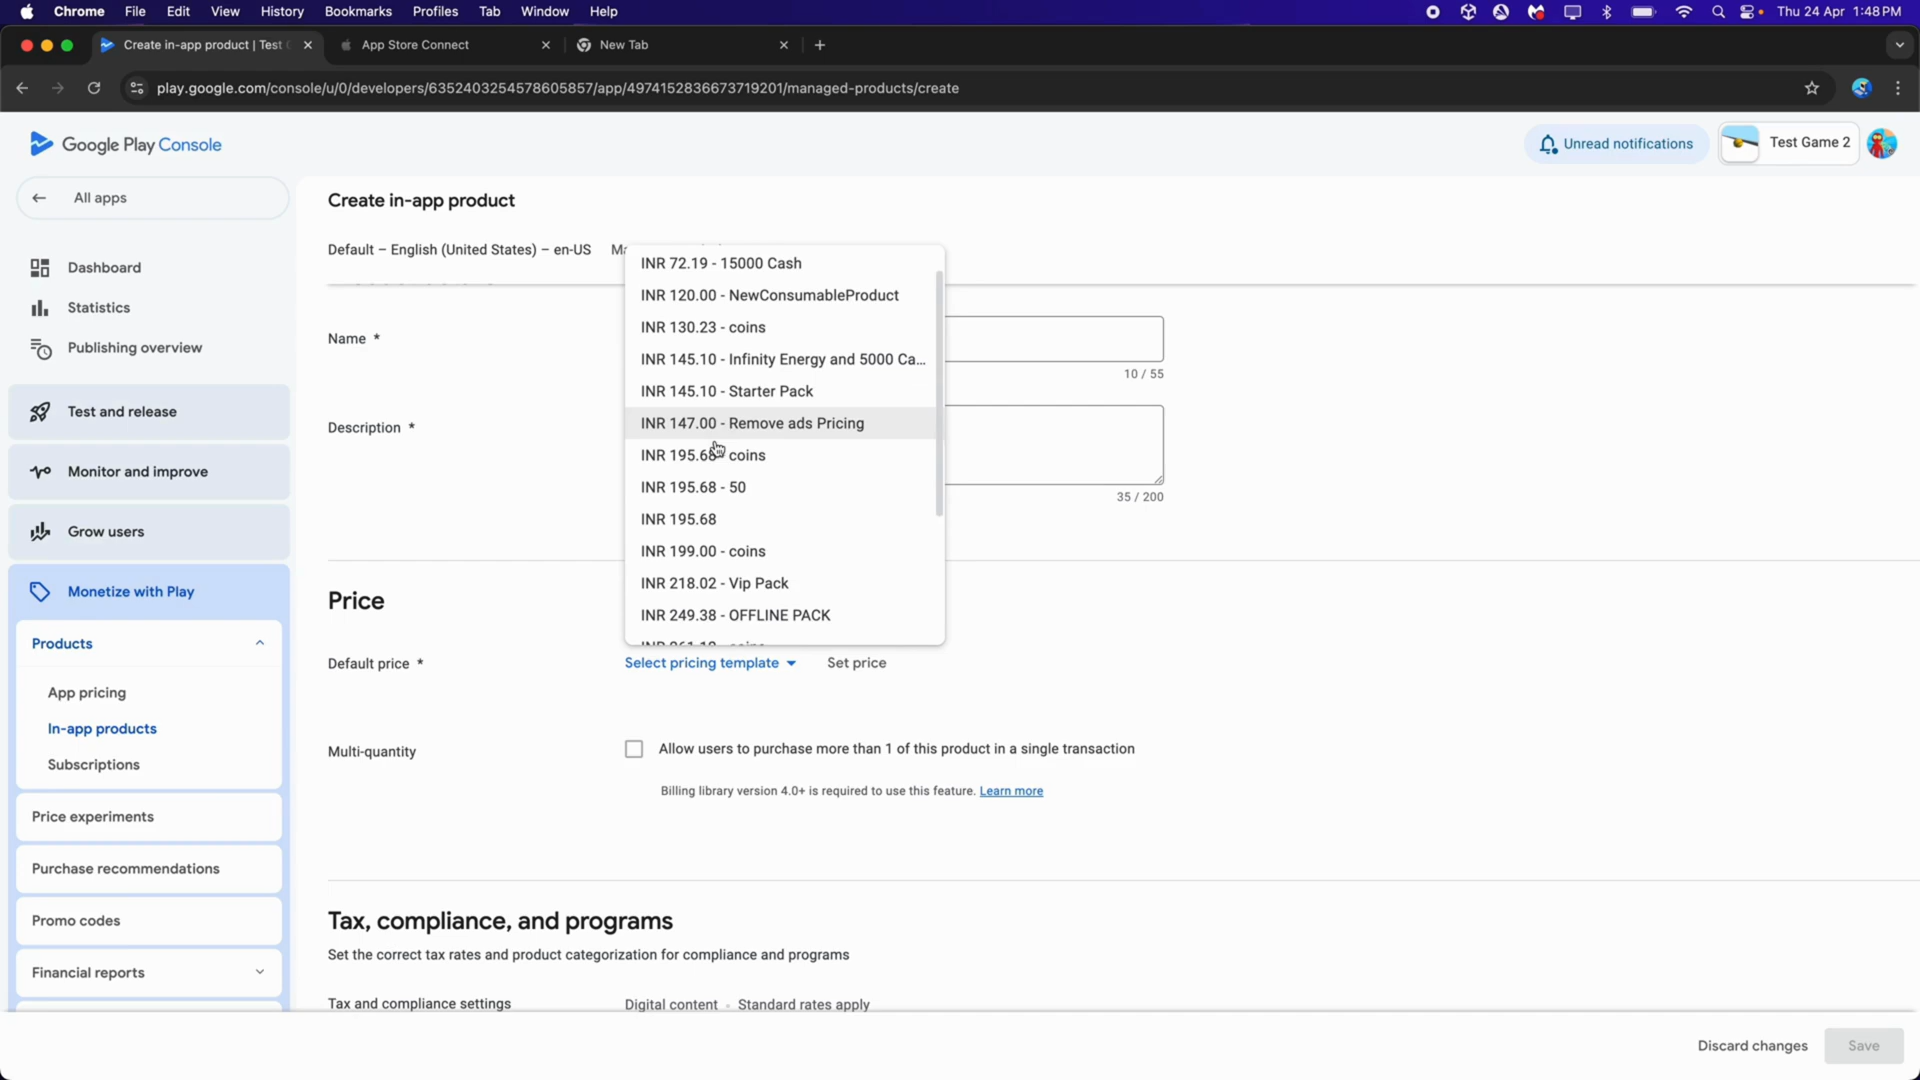 Chrome File Edit View History Bookmarks Profiles Tab Window Help Thu 24 Apr 1:48 PM
Create in-app product | Test App Store Connect New Tab
play.google.com/console/u/0/developers/6352403254578605857/app/4974152836673719201/managed-products/create
Google Play Console Unread notifications Test Game 2
All apps
Create in-app product
Default – English (United States) – en-US
Dashboard
Statistics
Publishing overview
Test and release
Monitor and improve
Grow users
Monetize with Play
Products
App pricing
In-app products
Subscriptions
Price experiments
Purchase recommendations
Promo codes
Financial reports
INR 72.19 - 15000 Cash
INR 120.00 - NewConsumableProduct
INR 130.23 - coins
INR 145.10 - Infinity Energy and 5000 Ca...
INR 145.10 - Starter Pack
INR 147.00 - Remove ads Pricing
INR 195.68 - coins
INR 195.68 - 50
INR 195.68
INR 199.00 - coins
INR 218.02 - Vip Pack
INR 249.38 - OFFLINE PACK
Name *
10 / 55
Description *
35 / 200
Price
Default price * Select pricing template Set price
Multi-quantity Allow users to purchase more than 1 of this product in a single transaction
Billing library version 4.0+ is required to use this feature. Learn more
Tax, compliance, and programs
Set the correct tax rates and product categorization for compliance and programs
Tax and compliance settings Digital content Standard rates apply
Discard changes Save